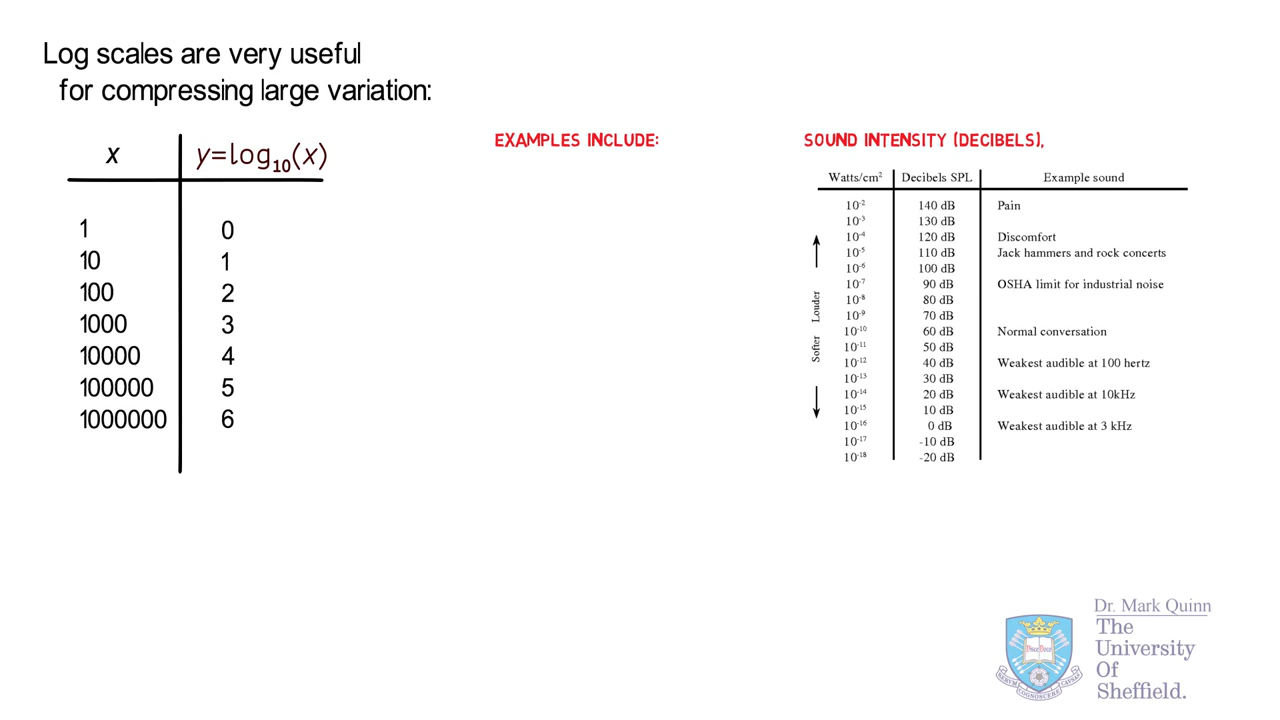 Log scales are very useful
for compressing large variation:
x y=log10(x)
1 0
10 1
100 2
1000 3
10000 4
100000 5
1000000 6
EXAMPLES INCLUDE:
SOUND INTENSITY (DECIBELS),
Watts/cm² Decibels SPL Example sound
10⁻² 140 dB Pain
10⁻³ 130 dB
10⁻⁴ 120 dB Discomfort
10⁻⁵ 110 dB Jack hammers and rock concerts
10⁻⁶ 100 dB
10⁻⁷ 90 dB OSHA limit for industrial noise
10⁻⁸ 80 dB
10⁻⁹ 70 dB
10⁻¹⁰ 60 dB Normal conversation
10⁻¹¹ 50 dB
10⁻¹² 40 dB Weakest audible at 100 hertz
10⁻¹³ 30 dB
10⁻¹⁴ 20 dB Weakest audible at 10kHz
10⁻¹⁵ 10 dB
10⁻¹⁶ 0 dB Weakest audible at 3 kHz
10⁻¹⁷ -10 dB
10⁻¹⁸ -20 dB
Louder
Softer
Dr. Mark Quinn
The
University
Of
Sheffield.
Disce Doce
RERVM COGNOSCERE CAVSAS